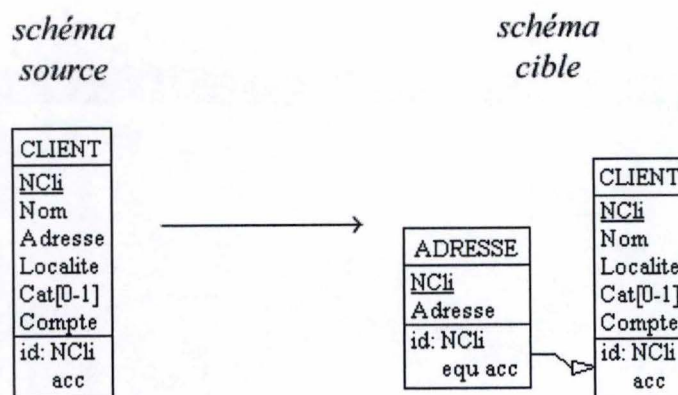 schéma
source
schéma
cible
CLIENT
NCli
Nom
Adresse
Localite
Cat[0-1]
Compte
id: NCli
acc
ADRESSE
NCli
Adresse
id: NCli
equ acc
CLIENT
NCli
Nom
Localite
Cat[0-1]
Compte
id: NCli
acc